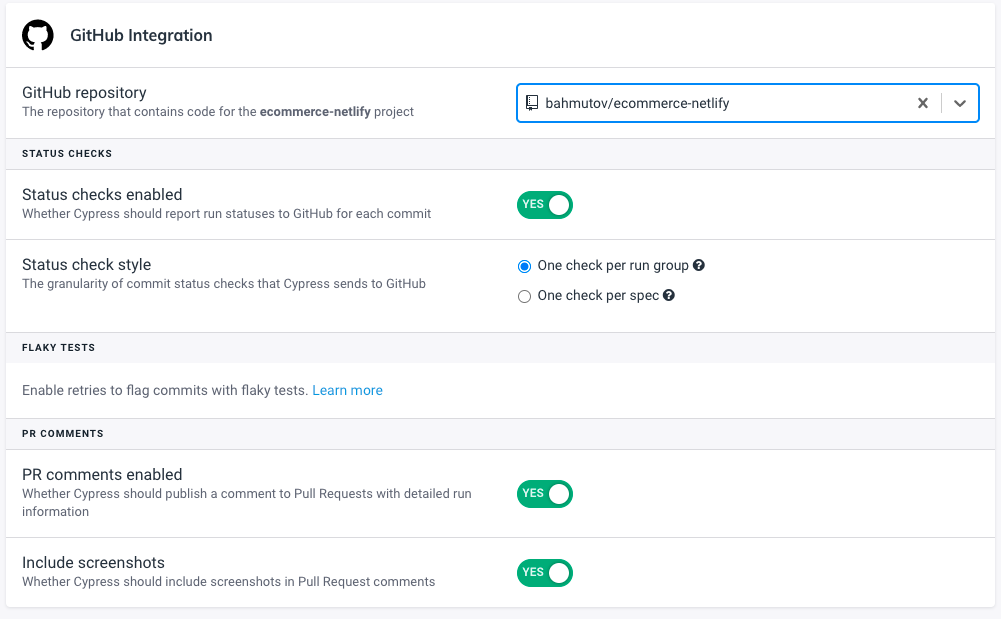 GitHub Integration
GitHub repository
The repository that contains code for the ecommerce-netlify project
bahmutov/ecommerce-netlify
STATUS CHECKS
Status checks enabled
Whether Cypress should report run statuses to GitHub for each commit
YES
Status check style
The granularity of commit status checks that Cypress sends to GitHub
One check per run group
One check per spec
FLAKY TESTS
Enable retries to flag commits with flaky tests. Learn more
PR COMMENTS
PR comments enabled
Whether Cypress should publish a comment to Pull Requests with detailed run
information
YES
Include screenshots
Whether Cypress should include screenshots in Pull Request comments
YES